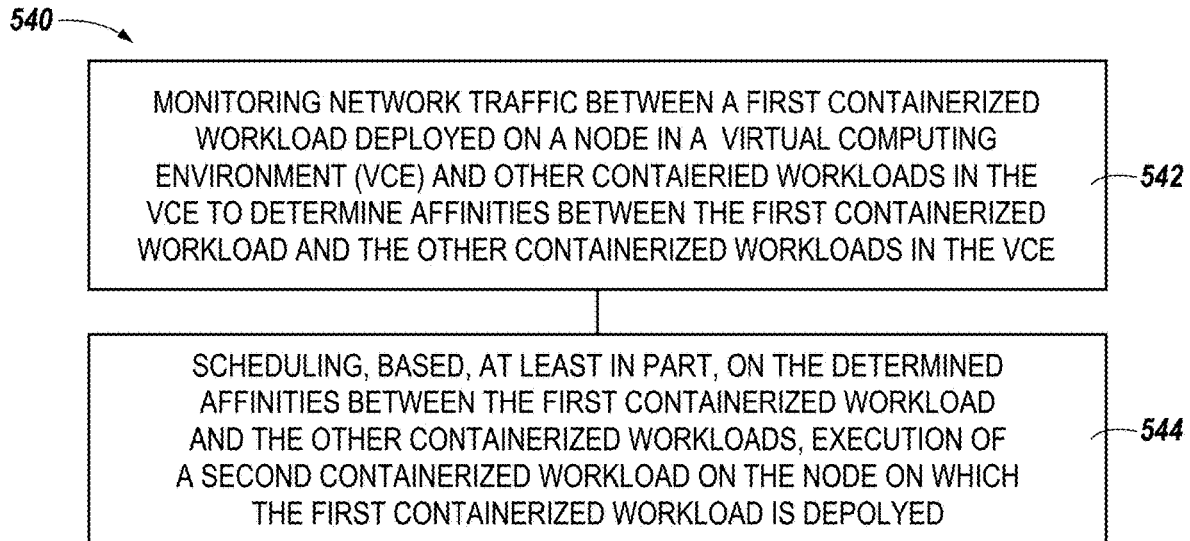 540
MONITORING NETWORK TRAFFIC BETWEEN A FIRST CONTAINERIZED
WORKLOAD DEPLOYED ON A NODE IN A VIRTUAL COMPUTING
ENVIRONMENT (VCE) AND OTHER CONTAIERIED WORKLOADS IN THE
VCE TO DETERMINE AFFINITIES BETWEEN THE FIRST CONTAINERIZED
WORKLOAD AND THE OTHER CONTAINERIZED WORKLOADS IN THE VCE
542
SCHEDULING, BASED, AT LEAST IN PART, ON THE DETERMINED
AFFINITIES BETWEEN THE FIRST CONTAINERIZED WORKLOAD
AND THE OTHER CONTAINERIZED WORKLOADS, EXECUTION OF
A SECOND CONTAINERIZED WORKLOAD ON THE NODE ON WHICH
THE FIRST CONTAINERIZED WORKLOAD IS DEPOLYED
544